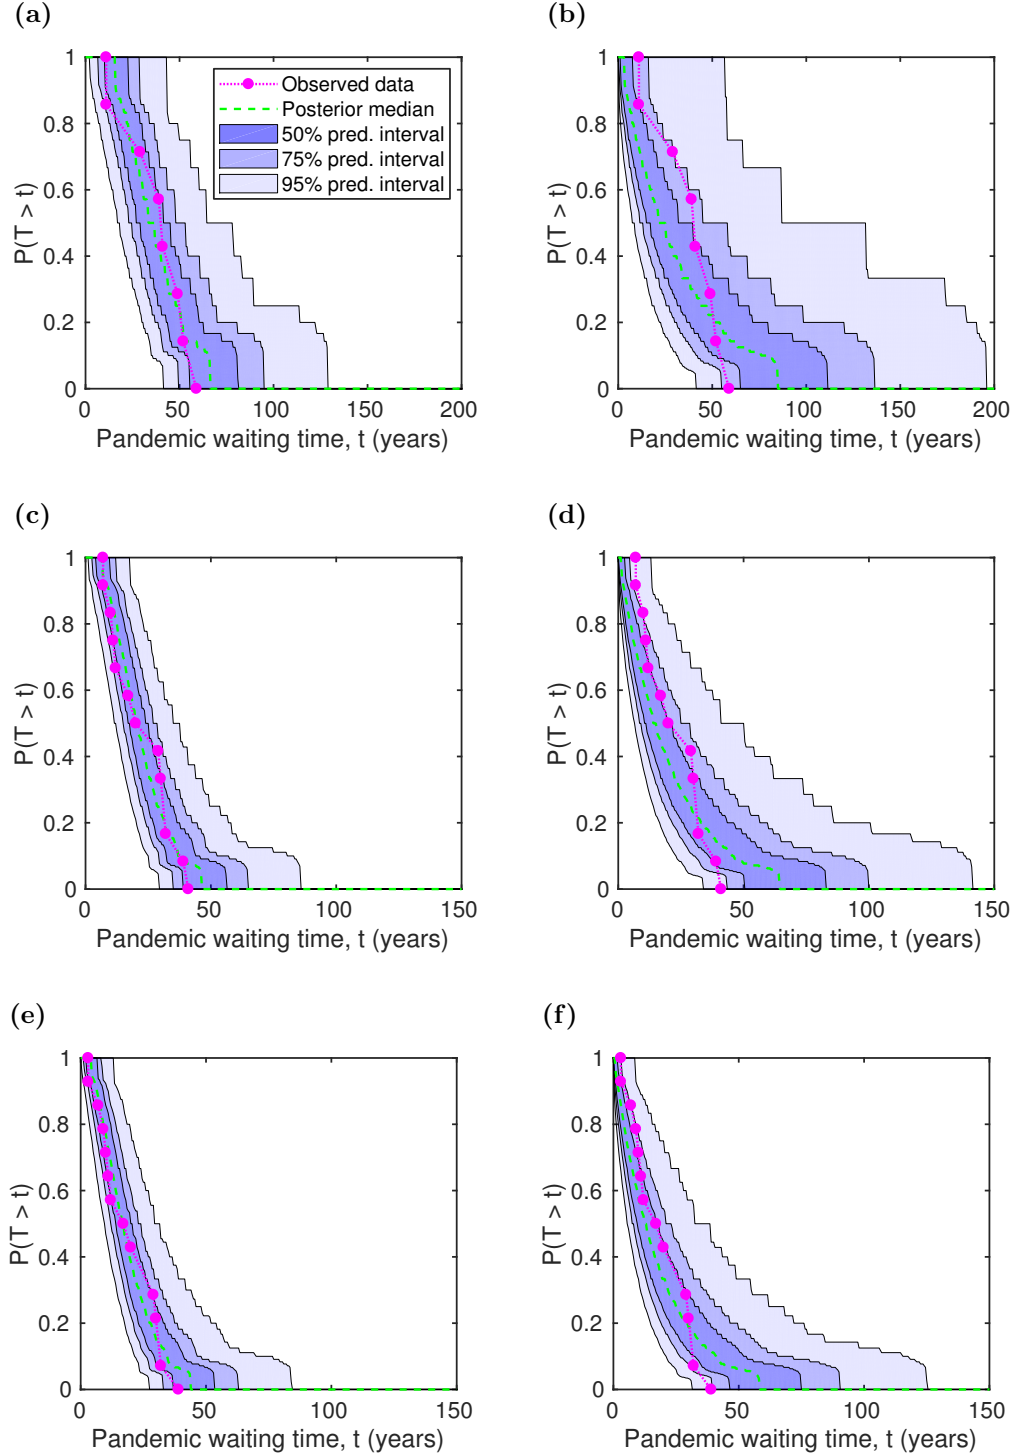 (a)
1
0.8
0.6
0.4
0.2
0
P(T > t)
0 50 100 150 200
Pandemic waiting time, t (years)
Observed data
Posterior median
50% pred. interval
75% pred. interval
95% pred. interval
(b)
1
0.8
0.6
0.4
0.2
0
P(T > t)
0 50 100 150 200
Pandemic waiting time, t (years)
(c)
1
0.8
0.6
0.4
0.2
0
P(T > t)
0 50 100 150
Pandemic waiting time, t (years)
(d)
1
0.8
0.6
0.4
0.2
0
P(T > t)
0 50 100 150
Pandemic waiting time, t (years)
(e)
1
0.8
0.6
0.4
0.2
0
P(T > t)
0 50 100 150
Pandemic waiting time, t (years)
(f)
1
0.8
0.6
0.4
0.2
0
P(T > t)
0 50 100 150
Pandemic waiting time, t (years)